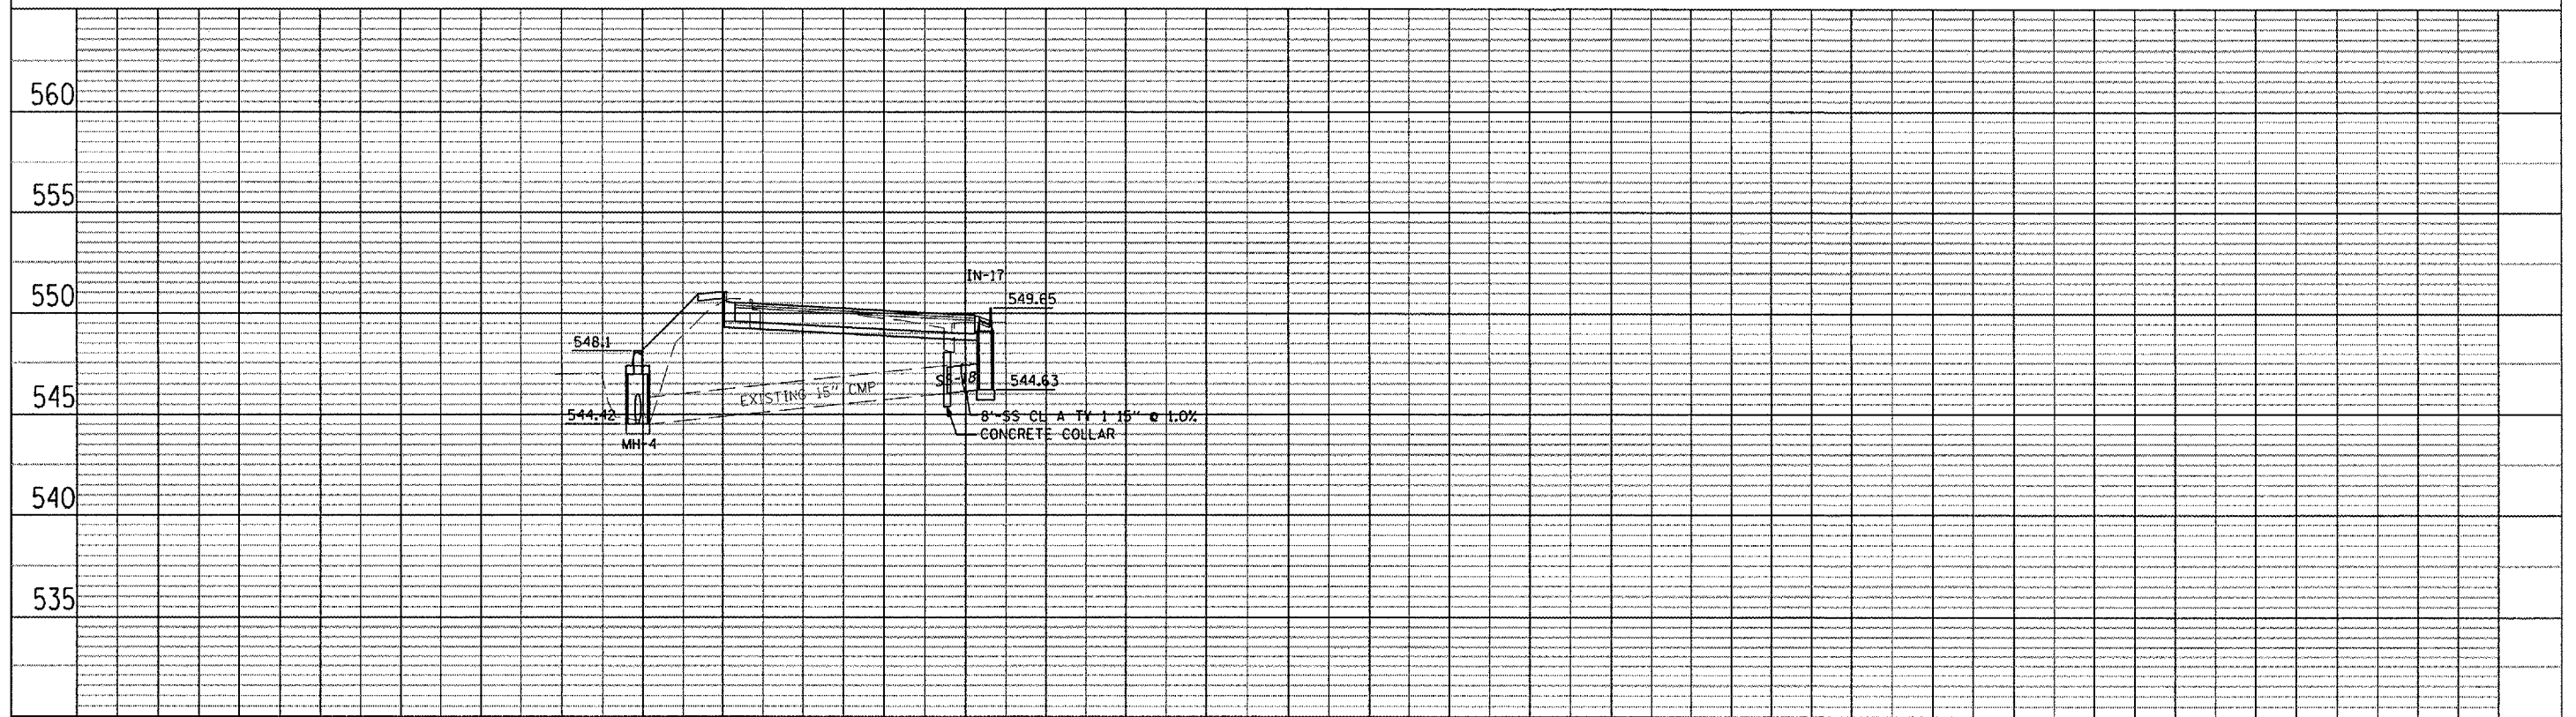 560
555
IN-17
550
549.65
548.1
SS-18
544.63
EXISTING 15" CMP
545
544.42
8'-SS CL A TY 1 15" @ 1.0%
CONCRETE COLLAR
MH-4
540
535